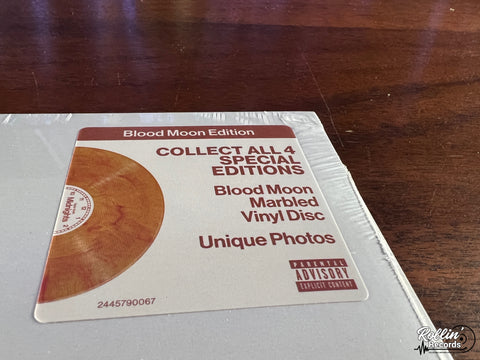 Blood Moon Edition
COLLECT ALL 4
SPECIAL
EDITIONS
Blood Moon
Marbled
Vinyl Disc
Unique Photos
Midnights
PARENTAL
ADVISORY
EXPLICIT CONTENT
2445790067
Rollin'
Records